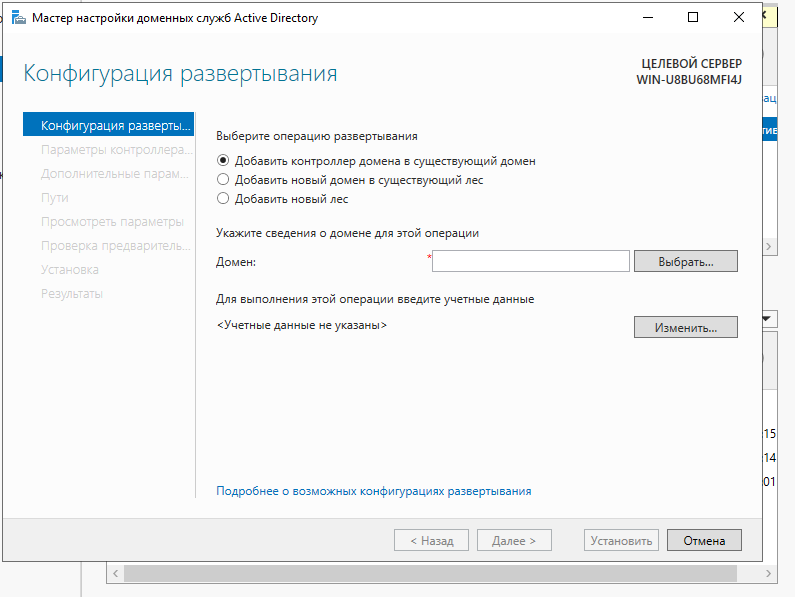 Мастер настройки доменных служб Active Directory
Конфигурация развертывания
ЦЕЛЕВОЙ СЕРВЕР
WIN-U8BU68MFI4J
Конфигурация разверты...
Параметры контроллера...
Дополнительные парам...
Пути
Просмотреть параметры
Проверка предваритель...
Установка
Результаты
Выберите операцию развертывания
Добавить контроллер домена в существующий домен
Добавить новый домен в существующий лес
Добавить новый лес
Укажите сведения о домене для этой операции
Домен: *
Выбрать...
Для выполнения этой операции введите учетные данные
<Учетные данные не указаны>
Изменить...
Подробнее о возможных конфигурациях развертывания
< Назад
Далее >
Установить
Отмена
:15
:14
:01